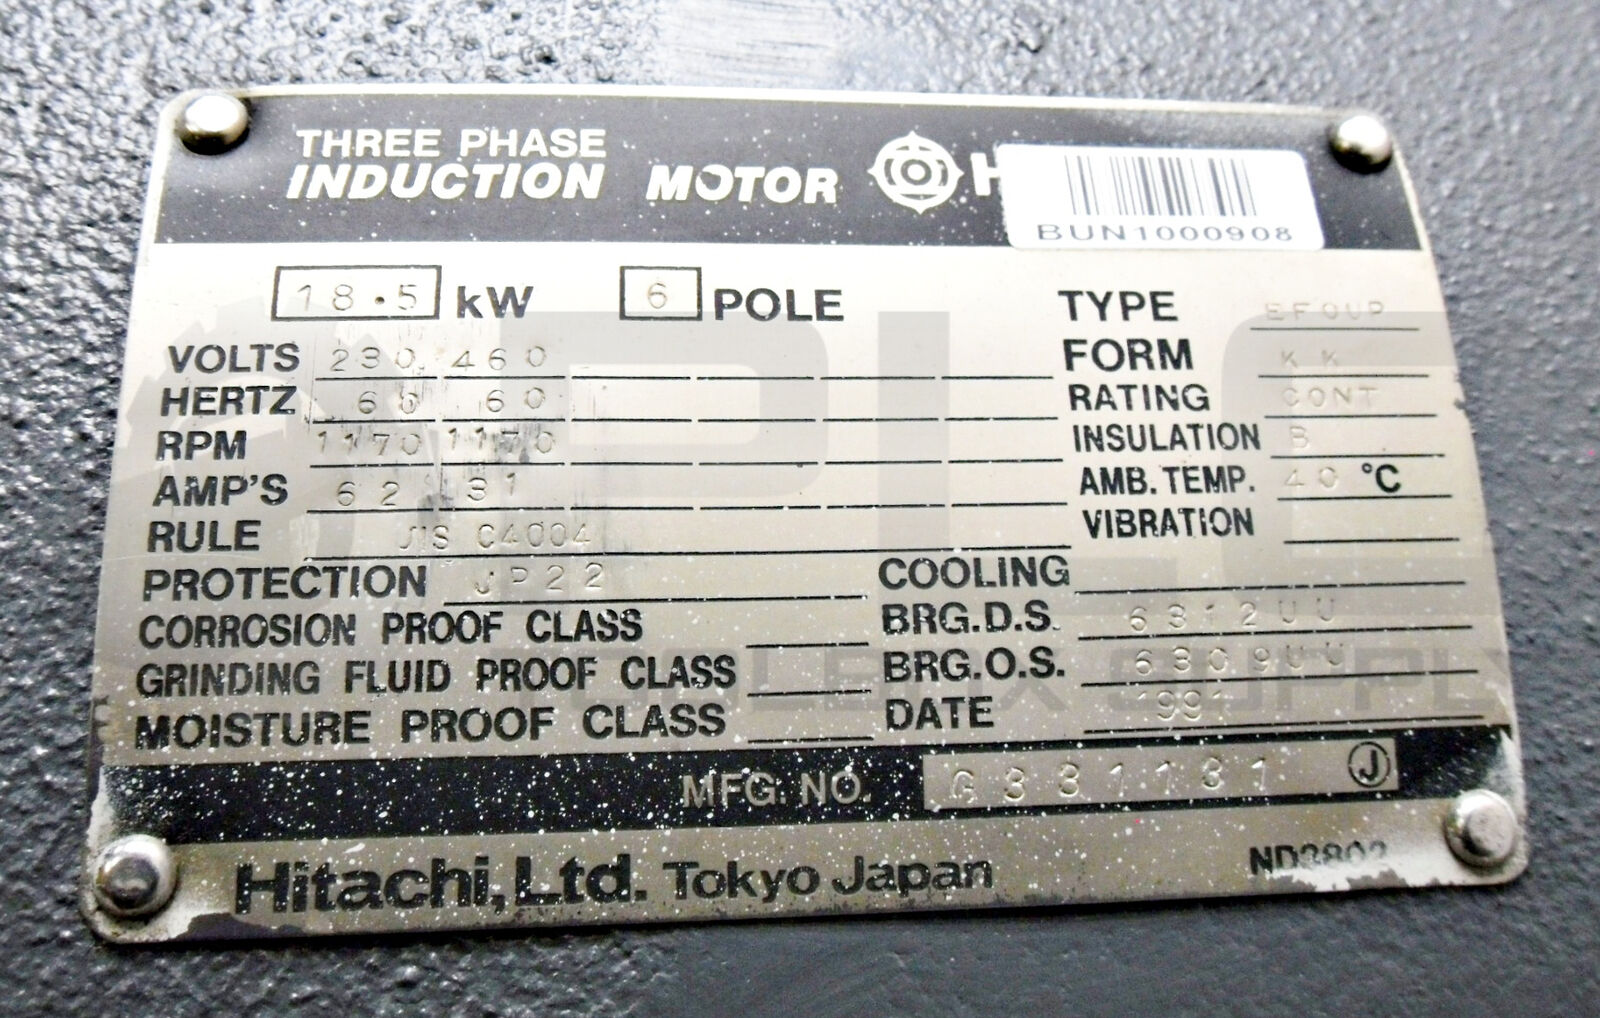 THREE PHASE
INDUCTION MOTOR H
BUN1000908
18.5 kW 6 POLE
TYPE EFOUP
VOLTS 230 460
FORM KK
HERTZ 60 60
RATING CONT
RPM 1170 1170
INSULATION B
AMP'S 62 31
AMB. TEMP. 40 °C
RULE JIS C4004
VIBRATION
PROTECTION JP22
COOLING
CORROSION PROOF CLASS
BRG.D.S. 6312UU
GRINDING FLUID PROOF CLASS
BRG.O.S. 6309UU
MOISTURE PROOF CLASS
DATE 1991
MFG. NO. G331131 J
Hitachi, Ltd. Tokyo Japan
ND3802
PLC
SUPPLY